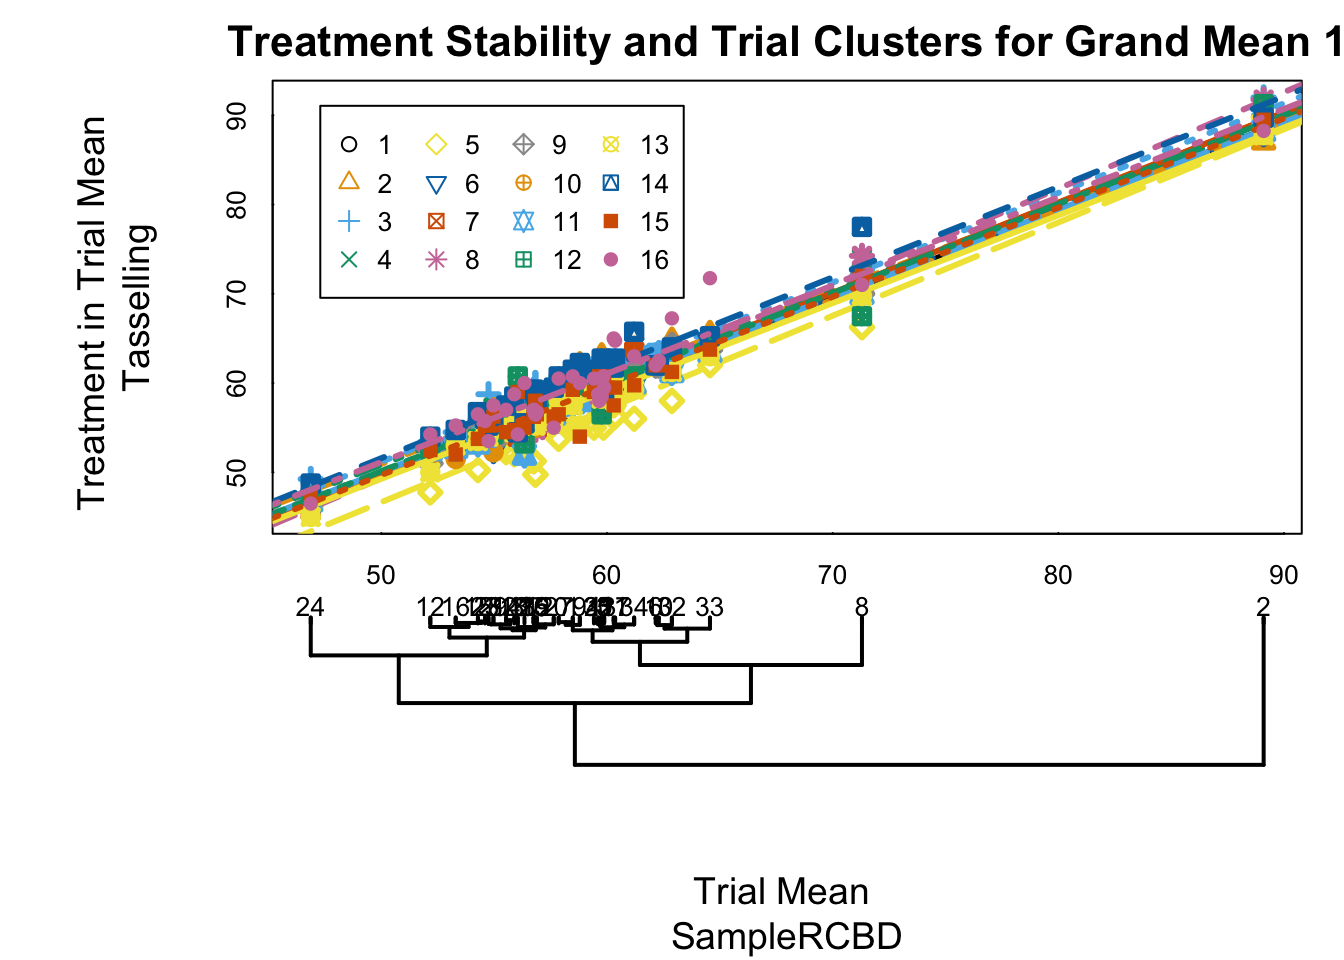 Treatment Stability and Trial Clusters for Grand Mean 1
Treatment in Trial Mean
Tasselling
90
80
70
60
50
1 5 9 13
2 6 10 14
3 7 11 15
4 8 12 16
50 60 70 80 90
24 12 33 8 2
Trial Mean
SampleRCBD